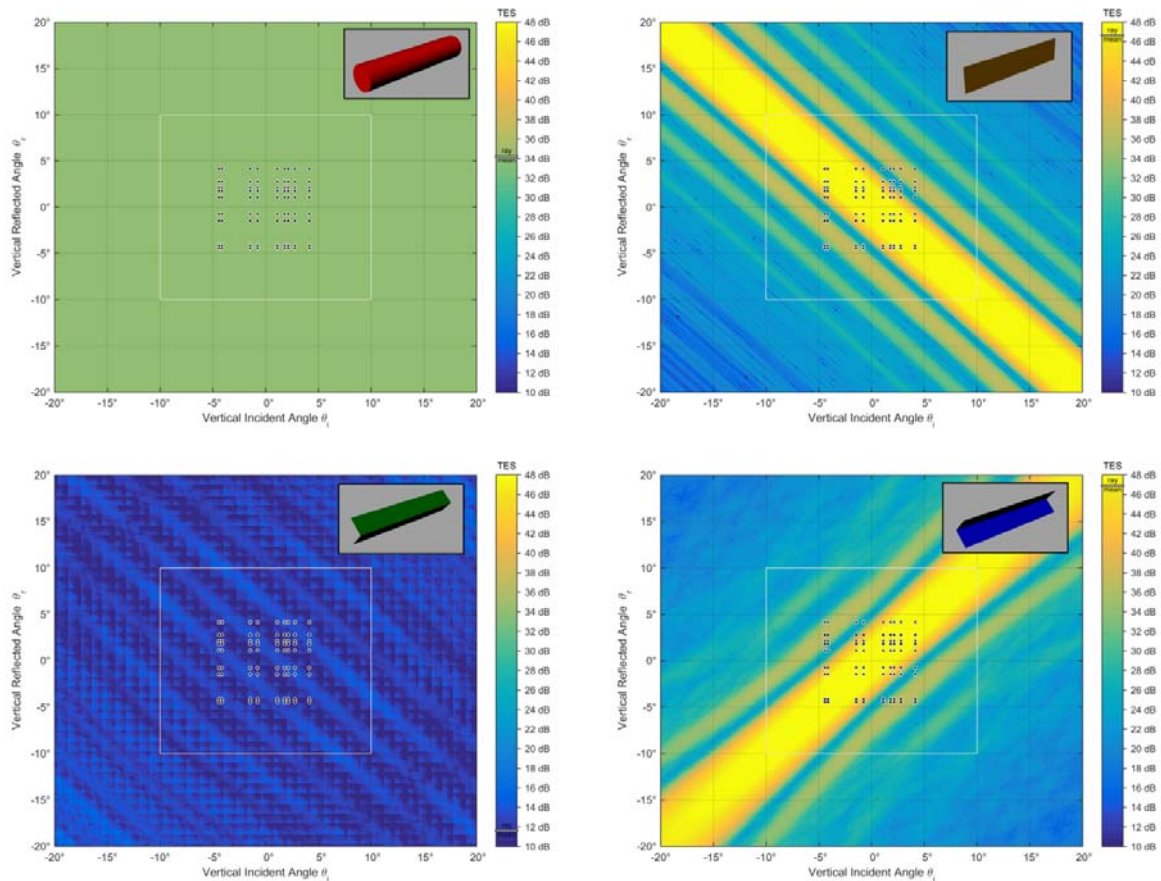 TES
20°
15°
10°
5°
0°
-5°
-10°
-15°
-20°
Vertical Reflected Angle θr
-20° -15° -10° -5° 0° 5° 10° 15° 20°
Vertical Incident Angle θi
48 dB
46 dB
44 dB
42 dB
40 dB
38 dB
36 dB
34 dB
32 dB
30 dB
28 dB
26 dB
24 dB
22 dB
20 dB
18 dB
16 dB
14 dB
12 dB
10 dB
ray
mean
TES
20°
15°
10°
5°
0°
-5°
-10°
-15°
-20°
Vertical Reflected Angle θr
-20° -15° -10° -5° 0° 5° 10° 15° 20°
Vertical Incident Angle θi
48 dB
46 dB
44 dB
42 dB
40 dB
38 dB
36 dB
34 dB
32 dB
30 dB
28 dB
26 dB
24 dB
22 dB
20 dB
18 dB
16 dB
14 dB
12 dB
10 dB
ray
mean
TES
20°
15°
10°
5°
0°
-5°
-10°
-15°
-20°
Vertical Reflected Angle θr
-20° -15° -10° -5° 0° 5° 10° 15° 20°
Vertical Incident Angle θi
48 dB
46 dB
44 dB
42 dB
40 dB
38 dB
36 dB
34 dB
32 dB
30 dB
28 dB
26 dB
24 dB
22 dB
20 dB
18 dB
16 dB
14 dB
12 dB
10 dB
ray
TES
20°
15°
10°
5°
0°
-5°
-10°
-15°
-20°
Vertical Reflected Angle θr
-20° -15° -10° -5° 0° 5° 10° 15° 20°
Vertical Incident Angle θi
48 dB
46 dB
44 dB
42 dB
40 dB
38 dB
36 dB
34 dB
32 dB
30 dB
28 dB
26 dB
24 dB
22 dB
20 dB
18 dB
16 dB
14 dB
12 dB
10 dB
ray
mean